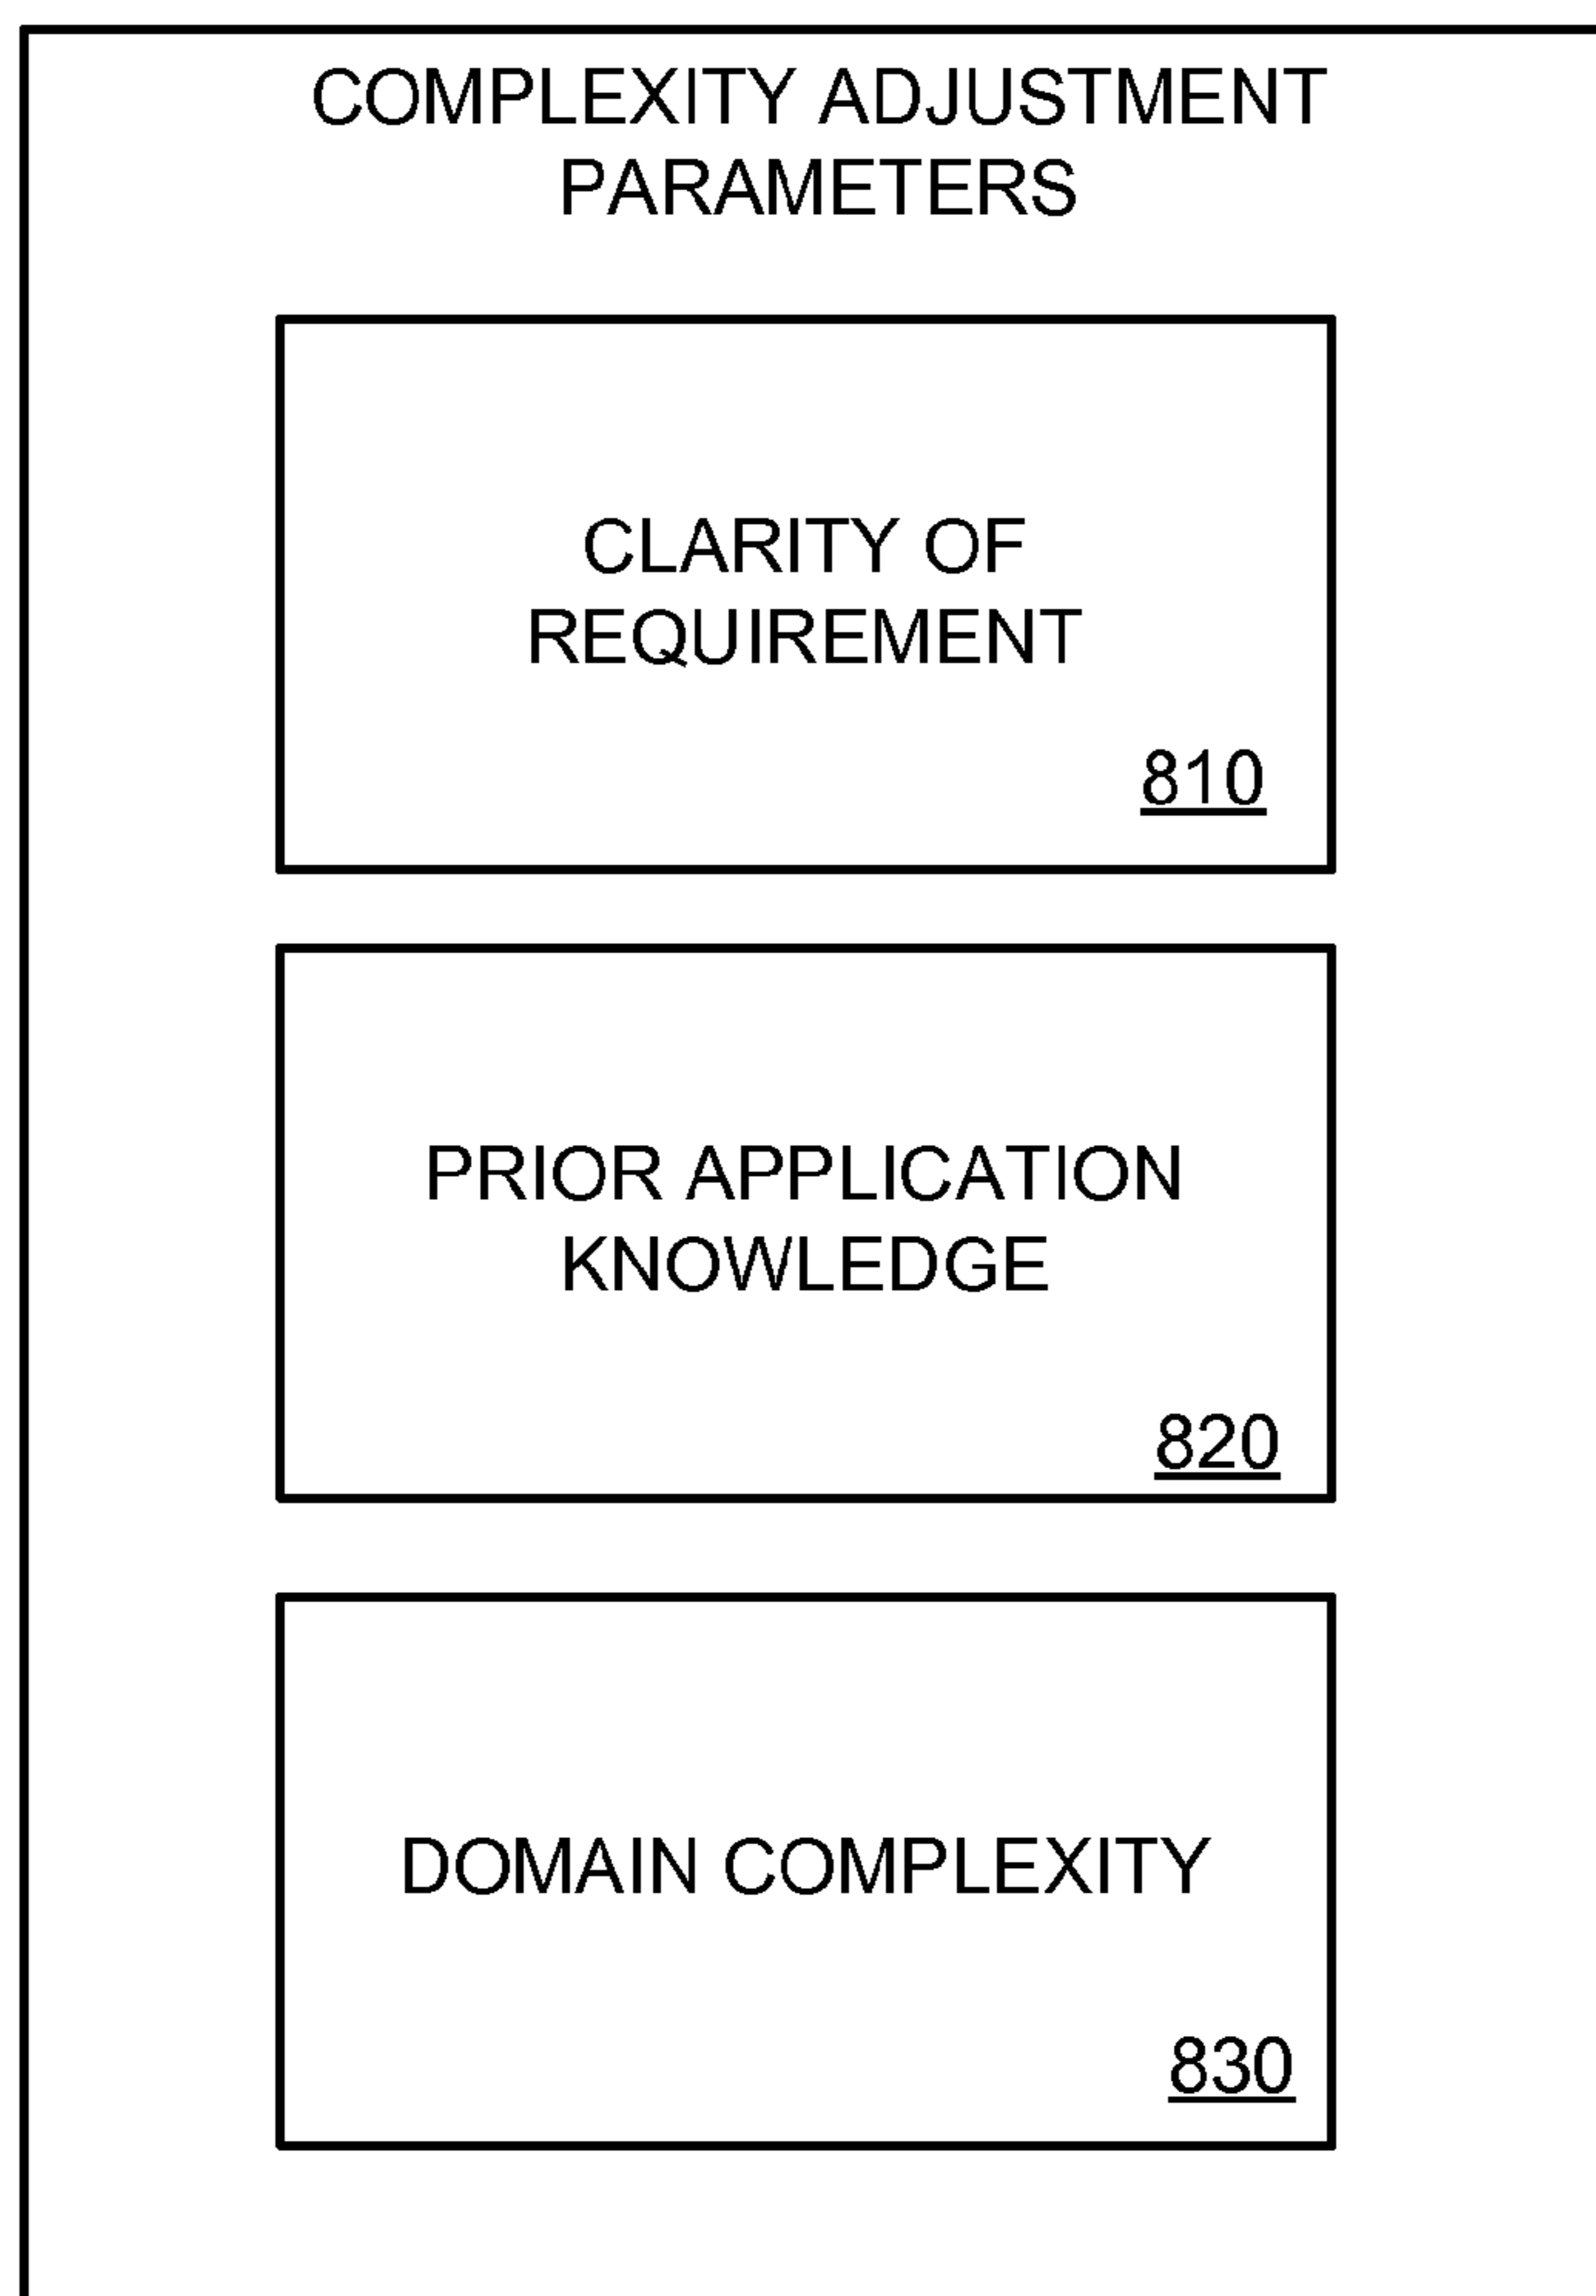 COMPLEXITY ADJUSTMENT
PARAMETERS
CLARITY OF
REQUIREMENT
810
PRIOR APPLICATION
KNOWLEDGE
820
DOMAIN COMPLEXITY
830